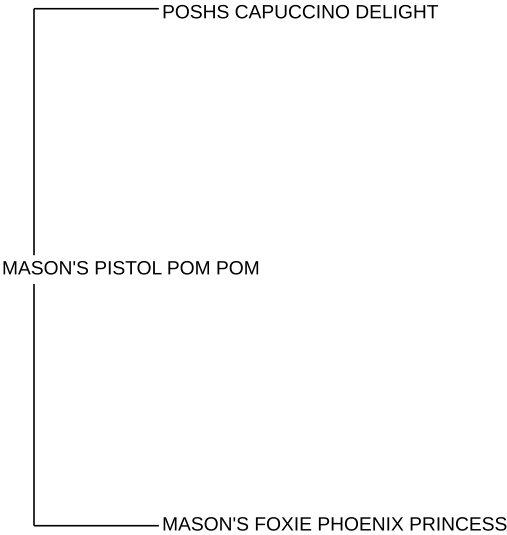 POSHS CAPUCCINO DELIGHT
MASON'S PISTOL POM POM
MASON'S FOXIE PHOENIX PRINCESS